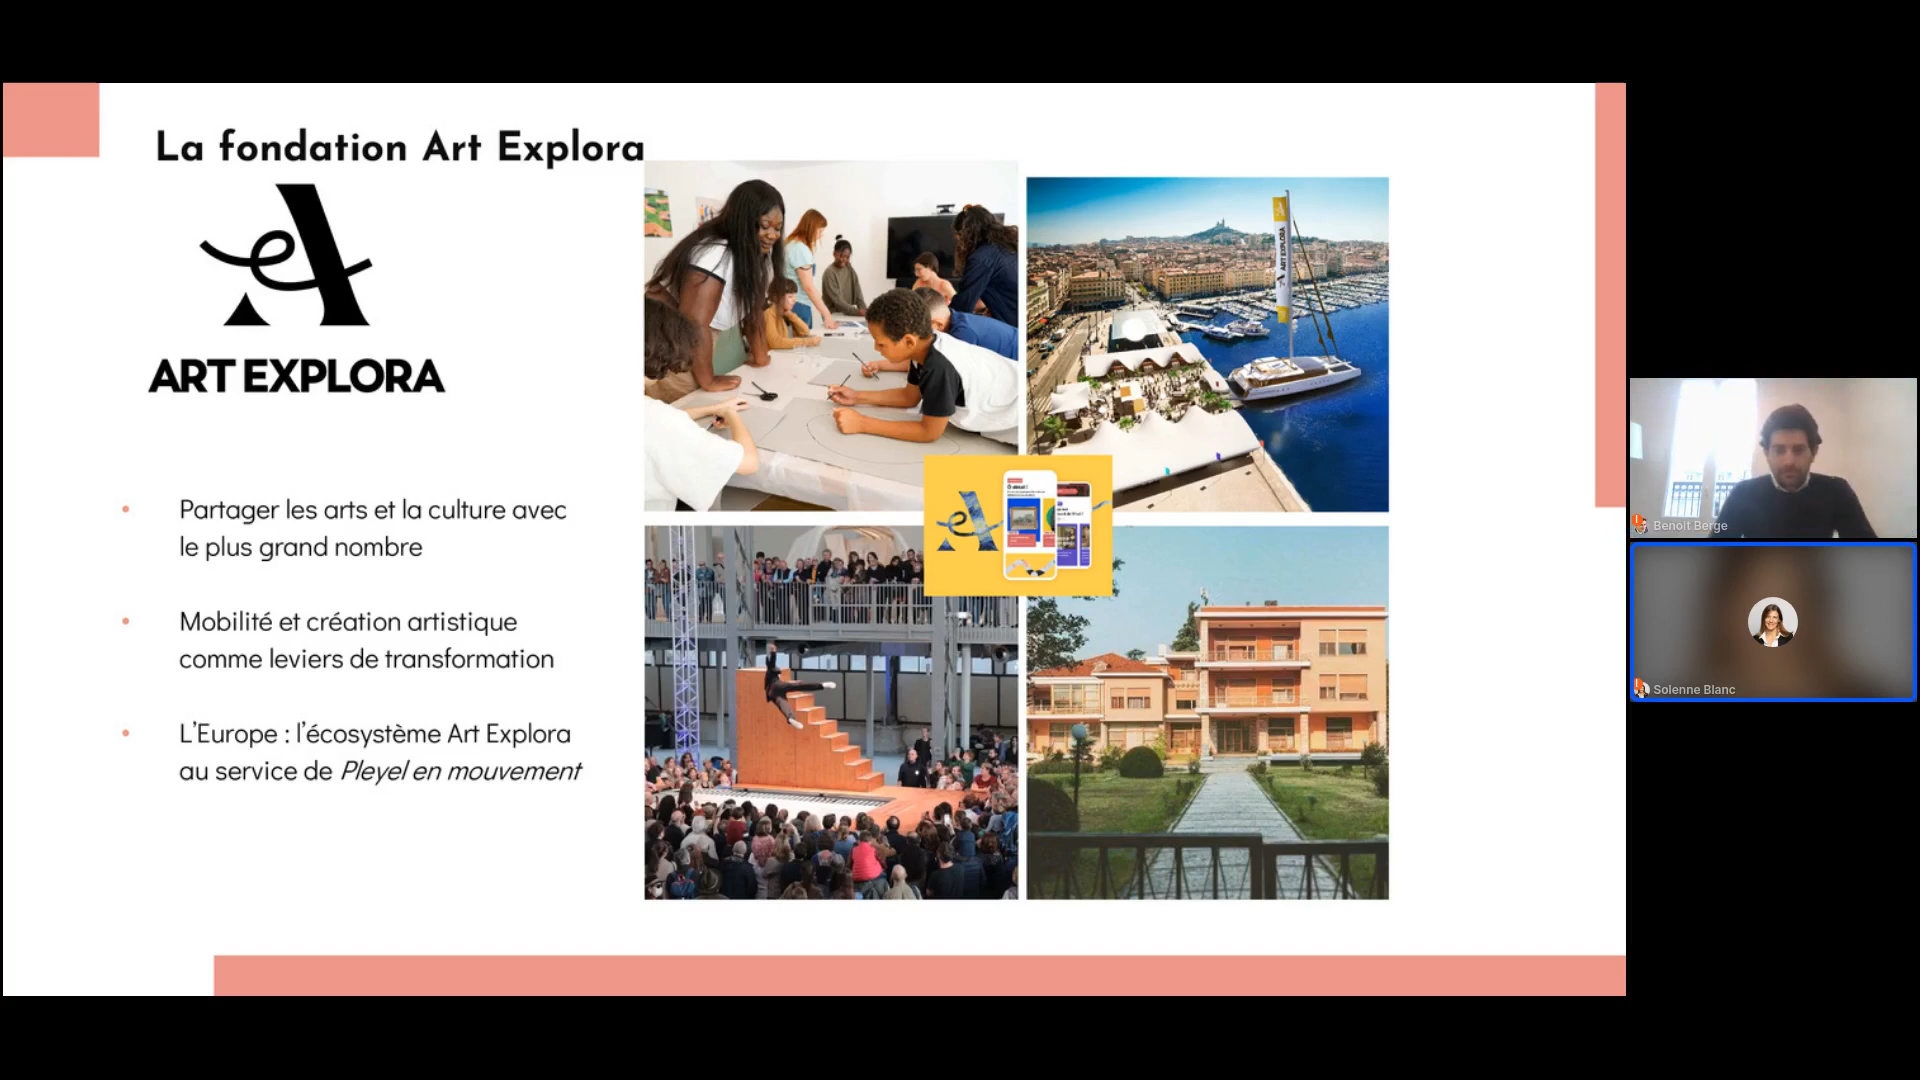 La fondation Art Explora
ART EXPLORA
Partager les arts et la culture avec
le plus grand nombre
Mobilité et création artistique
comme leviers de transformation
L'Europe : l'écosystème Art Explora
au service de Pleyel en mouvement
ART EXPLORA
Benoit Berge
Solenne Blanc